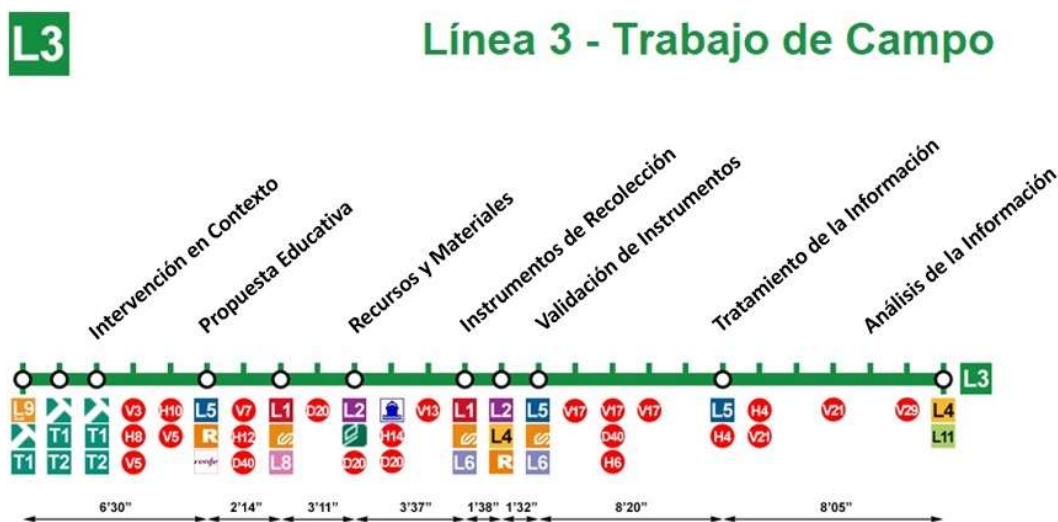 L3
Línea 3 - Trabajo de Campo
Intervención en Contexto
Propuesta Educativa
Recursos y Materiales
Instrumentos de Recolección
Validación de Instrumentos
Tratamiento de la Información
Análisis de la Información
L3
L9 V3 H10 L5 V7 L1 D20 L2 V13 L1 L2 L5 V17 V17 V17 L5 H4 V21 V29 L4
T1 T1 H8 V5 R H12 H14 L4 D40 H4 V21 L11
T1 T2 T2 V5 renfe D40 L8 D20 D20 L6 R L6 H6
6'30” 2'14” 3'11” 3'37” 1'38” 1'32” 8'20” 8'05”